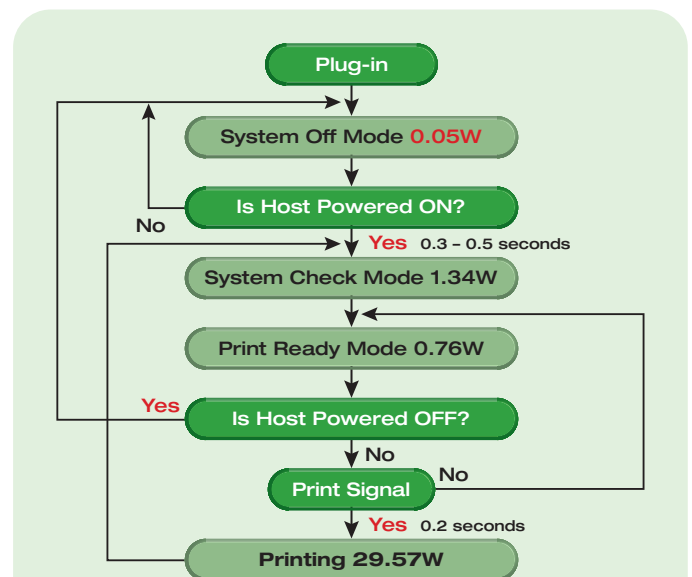 Plug-in
System Off Mode 0.05W
Is Host Powered ON?
No
Yes 0.3 – 0.5 seconds
System Check Mode 1.34W
Print Ready Mode 0.76W
Yes
Is Host Powered OFF?
No
Print Signal
No
Yes 0.2 seconds
Printing 29.57W